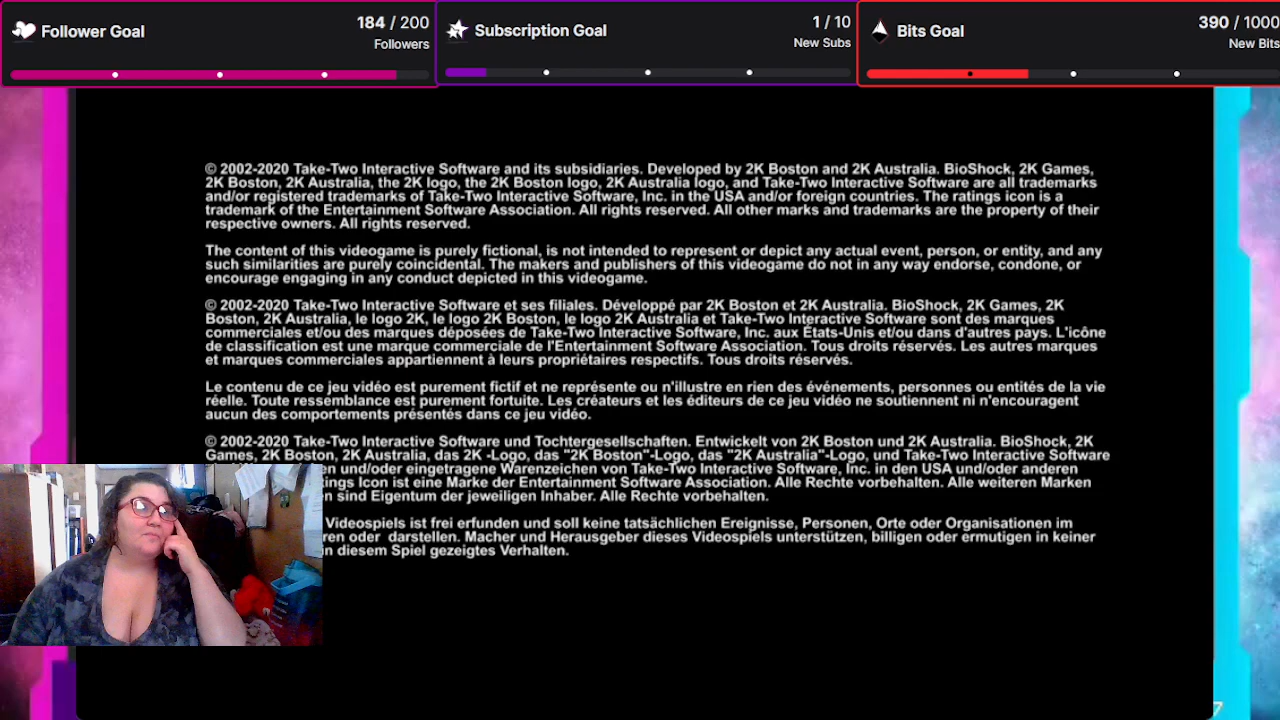 Follower Goal
184 / 200
Followers
Subscription Goal
1 / 10
New Subs
Bits Goal
390 / 1000
New Bits
© 2002-2020 Take-Two Interactive Software and its subsidiaries. Developed by 2K Boston and 2K Australia. BioShock, 2K Games,
2K Boston, 2K Australia, the 2K logo, the 2K Boston logo, 2K Australia logo, and Take-Two Interactive Software are all trademarks
and/or registered trademarks of Take-Two Interactive Software, Inc. in the USA and/or foreign countries. The ratings icon is a
trademark of the Entertainment Software Association. All rights reserved. All other marks and trademarks are the property of their
respective owners. All rights reserved.
The content of this videogame is purely fictional, is not intended to represent or depict any actual event, person, or entity, and any
such similarities are purely coincidental. The makers and publishers of this videogame do not in any way endorse, condone, or
encourage engaging in any conduct depicted in this videogame.
© 2002-2020 Take-Two Interactive Software et ses filiales. Développé par 2K Boston et 2K Australia. BioShock, 2K Games, 2K
Boston, 2K Australia, le logo 2K, le logo 2K Boston, le logo 2K Australia et Take-Two Interactive Software sont des marques
commerciales et/ou des marques déposées de Take-Two Interactive Software, Inc. aux États-Unis et/ou dans d'autres pays. L'icône
de classification est une marque commerciale de l'Entertainment Software Association. Tous droits réservés. Les autres marques
et marques commerciales appartiennent à leurs propriétaires respectifs. Tous droits réservés.
Le contenu de ce jeu vidéo est purement fictif et ne représente ou n'illustre en rien des événements, personnes ou entités de la vie
réelle. Toute ressemblance est purement fortuite. Les créateurs et les éditeurs de ce jeu vidéo ne soutiennent ni n'encouragent
aucun des comportements présentés dans ce jeu vidéo.
© 2002-2020 Take-Two Interactive Software und Tochtergesellschaften. Entwickelt von 2K Boston und 2K Australia. BioShock, 2K
Games, 2K Boston, 2K Australia, das 2K -Logo, das "2K Boston"-Logo, das "2K Australia"-Logo, und Take-Two Interactive Software
en und/oder eingetragene Warenzeichen von Take-Two Interactive Software, Inc. in den USA und/oder anderen
ings Icon ist eine Marke der Entertainment Software Association. Alle Rechte vorbehalten. Alle weiteren Marken
n sind Eigentum der jeweiligen Inhaber. Alle Rechte vorbehalten.
Videospiels ist frei erfunden und soll keine tatsächlichen Ereignisse, Personen, Orte oder Organisationen im
ren oder darstellen. Macher und Herausgeber dieses Videospiels unterstützen, billigen oder ermutigen in keiner
in diesem Spiel gezeigtes Verhalten.